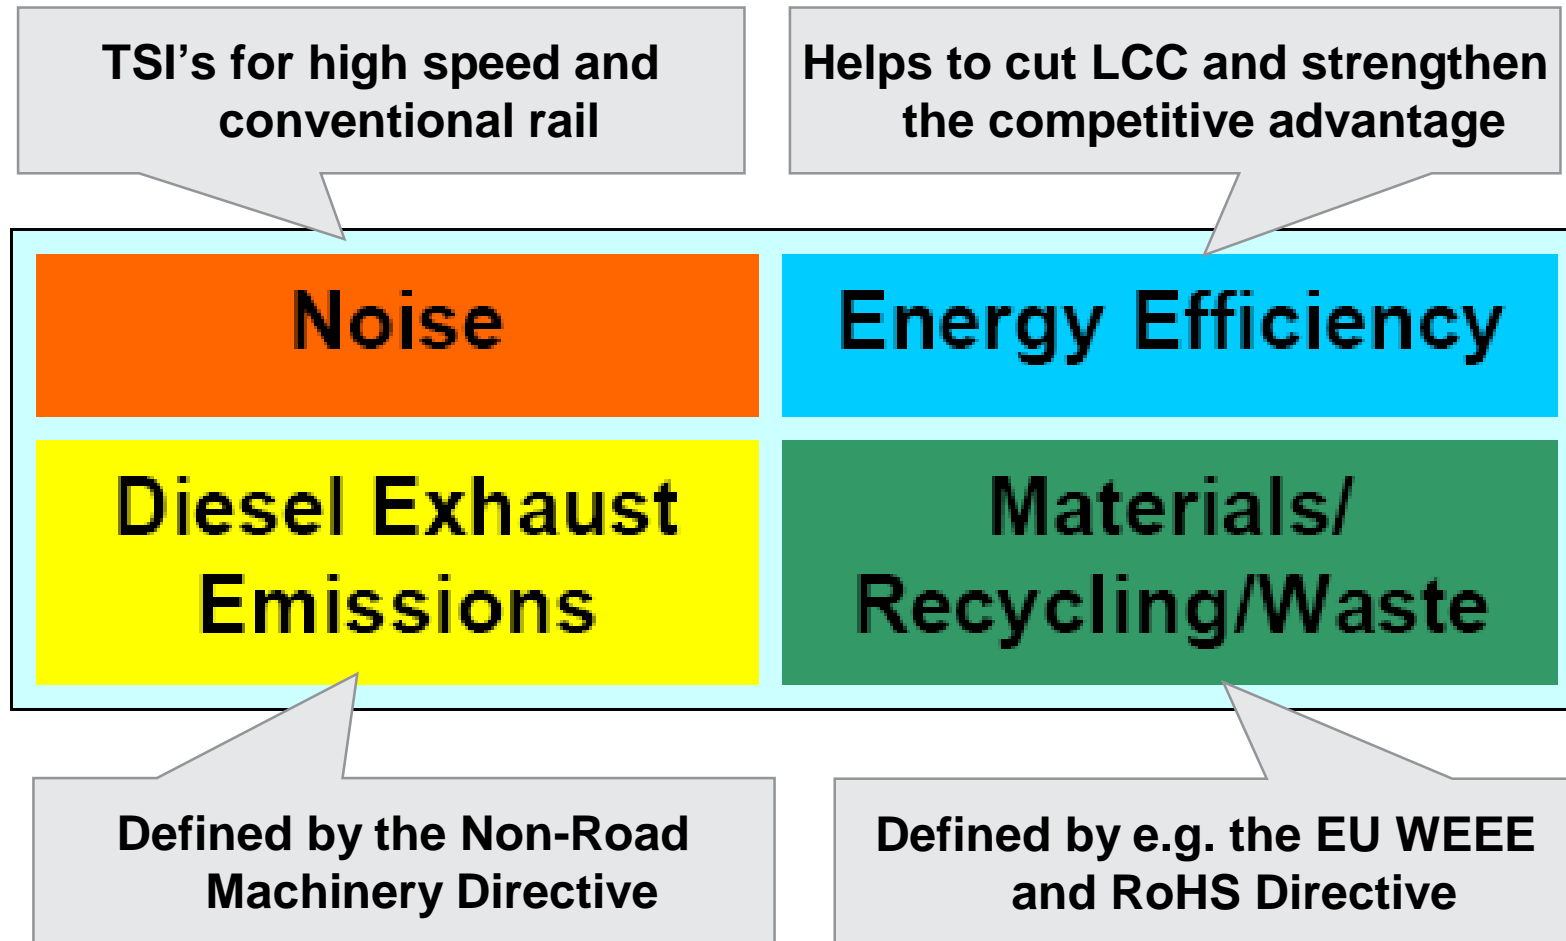 TSI's for high speed and
conventional rail
Helps to cut LCC and strengthen
the competitive advantage
Noise
Energy Efficiency
Diesel Exhaust
Emissions
Materials/
Recycling/Waste
Defined by the Non-Road
Machinery Directive
Defined by e.g. the EU WEEE
and RoHS Directive